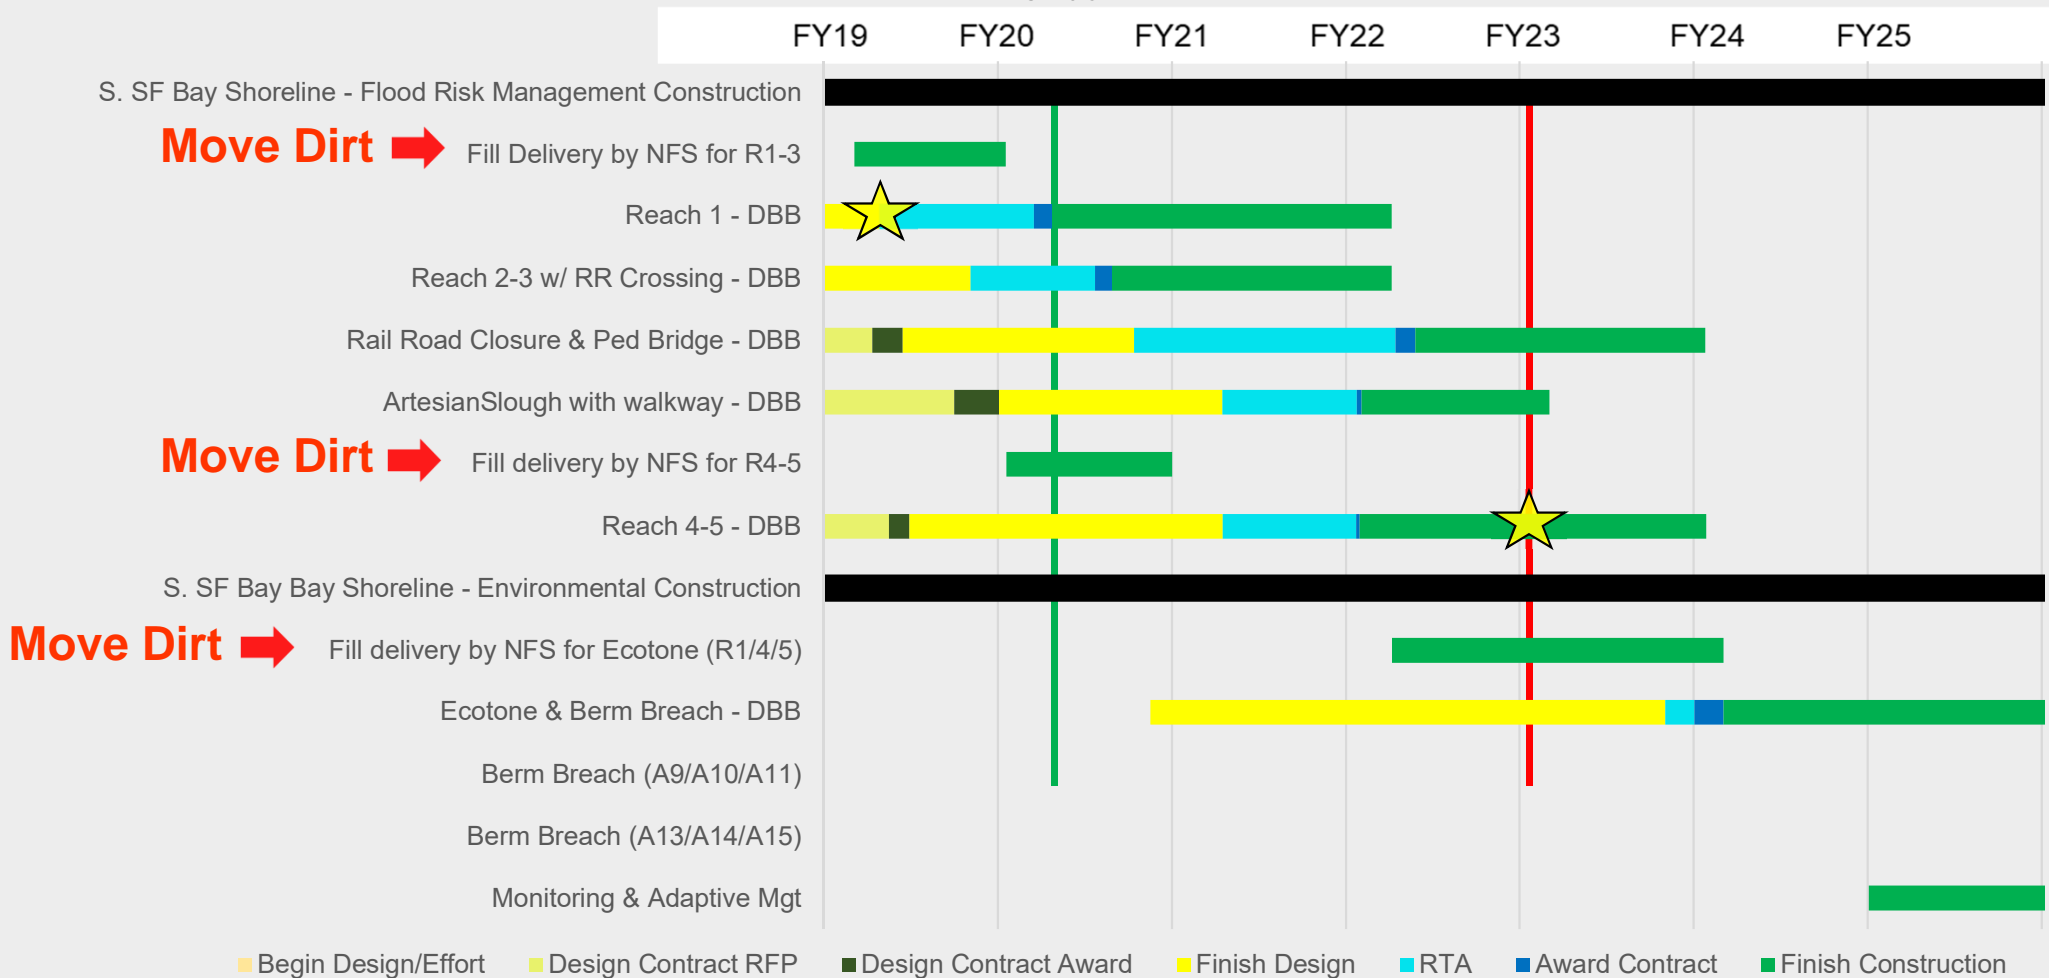 FY19 FY20 FY21 FY22 FY23 FY24 FY25
S. SF Bay Shoreline - Flood Risk Management Construction
Move Dirt Fill Delivery by NFS for R1-3
Reach 1 - DBB
Reach 2-3 w/ RR Crossing - DBB
Rail Road Closure & Ped Bridge - DBB
ArtesianSlough with walkway - DBB
Move Dirt Fill delivery by NFS for R4-5
Reach 4-5 - DBB
S. SF Bay Bay Shoreline - Environmental Construction
Move Dirt Fill delivery by NFS for Ecotone (R1/4/5)
Ecotone & Berm Breach - DBB
Berm Breach (A9/A10/A11)
Berm Breach (A13/A14/A15)
Monitoring & Adaptive Mgt
Begin Design/Effort Design Contract RFP Design Contract Award Finish Design RTA Award Contract Finish Construction